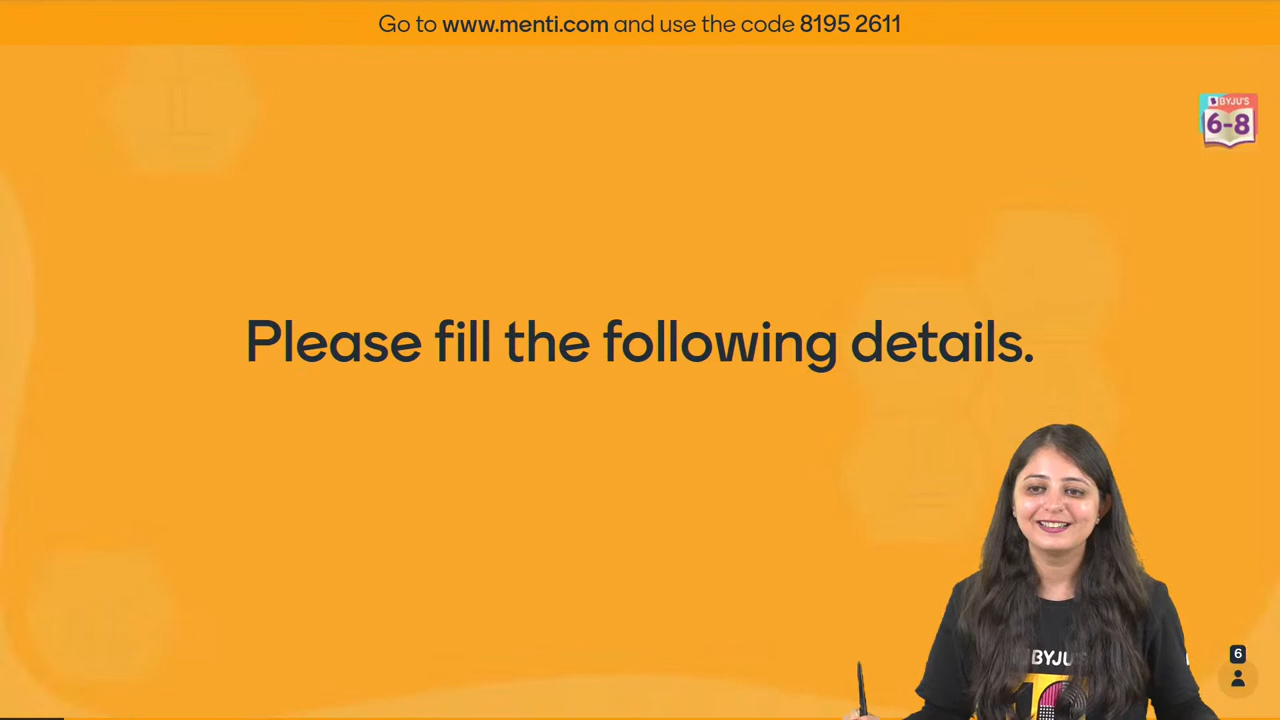 Go to www.menti.com and use the code 8195 2611
BYJU'S
6-8
Please fill the following details.
BYJU'S
6